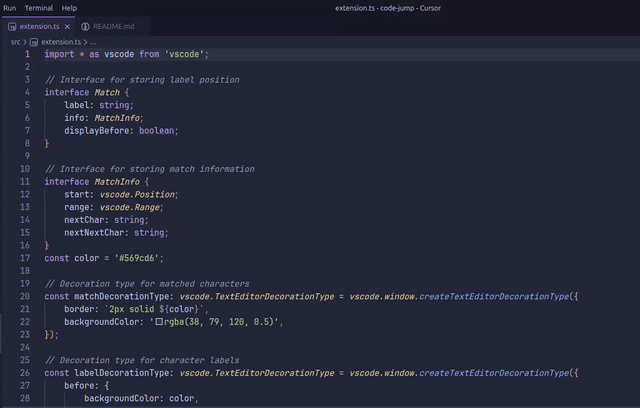 Run Terminal Help
extension.ts - code-jump - Cursor
extension.ts × README.md
src > extension.ts > ...
1 import * as vscode from 'vscode';
2
3 // Interface for storing label position
4 interface Match {
5 label: string;
6 info: MatchInfo;
7 displayBefore: boolean;
8 }
9
10 // Interface for storing match information
11 interface MatchInfo {
12 start: vscode.Position;
13 range: vscode.Range;
14 nextChar: string;
15 nextNextChar: string;
16 }
17 const color = '#569cd6';
18
19 // Decoration type for matched characters
20 const matchDecorationType: vscode.TextEditorDecorationType = vscode.window.createTextEditorDecorationType({
21 border: `2px solid ${color}`,
22 backgroundColor: 'rgba(38, 79, 120, 0.5)',
23 });
24
25 // Decoration type for character labels
26 const labelDecorationType: vscode.TextEditorDecorationType = vscode.window.createTextEditorDecorationType({
27 before: {
28 backgroundColor: color,